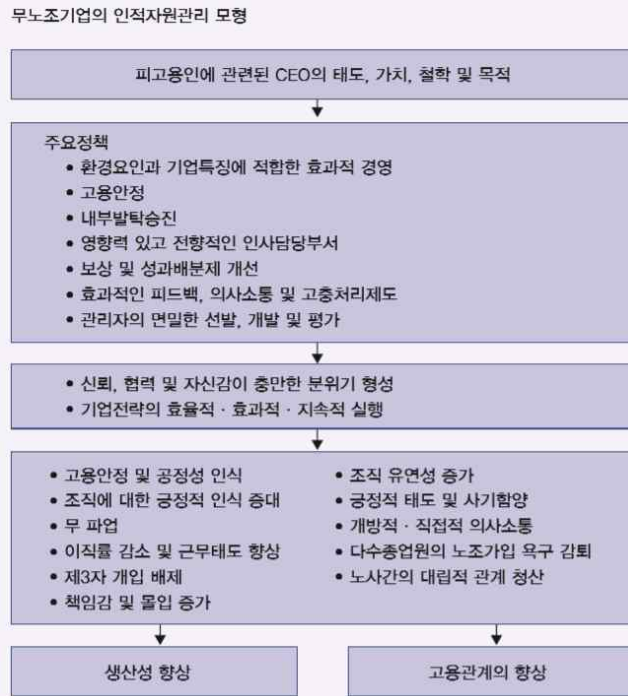 무노조기업의 인적자원관리 모형
피고용인에 관련된 CEO의 태도, 가치, 철학 및 목적
주요정책
• 환경요인과 기업특징에 적합한 효과적 경영
• 고용안정
• 내부발탁승진
• 영향력 있고 전향적인 인사담당부서
• 보상 및 성과배분제 개선
• 효과적인 피드백, 의사소통 및 고충처리제도
• 관리자의 면밀한 선발, 개발 및 평가
• 신뢰, 협력 및 자신감이 충만한 분위기 형성
• 기업전략의 효율적 · 효과적 · 지속적 실행
• 고용안정 및 공정성 인식
• 조직에 대한 긍정적 인식 증대
• 무 파업
• 이직률 감소 및 근무태도 향상
• 제3자 개입 배제
• 책임감 및 몰입 증가
• 조직 유연성 증가
• 긍정적 태도 및 사기함양
• 개방적 · 직접적 의사소통
• 다수종업원의 노조가입 욕구 감퇴
• 노사간의 대립적 관계 청산
생산성 향상
고용관계의 향상